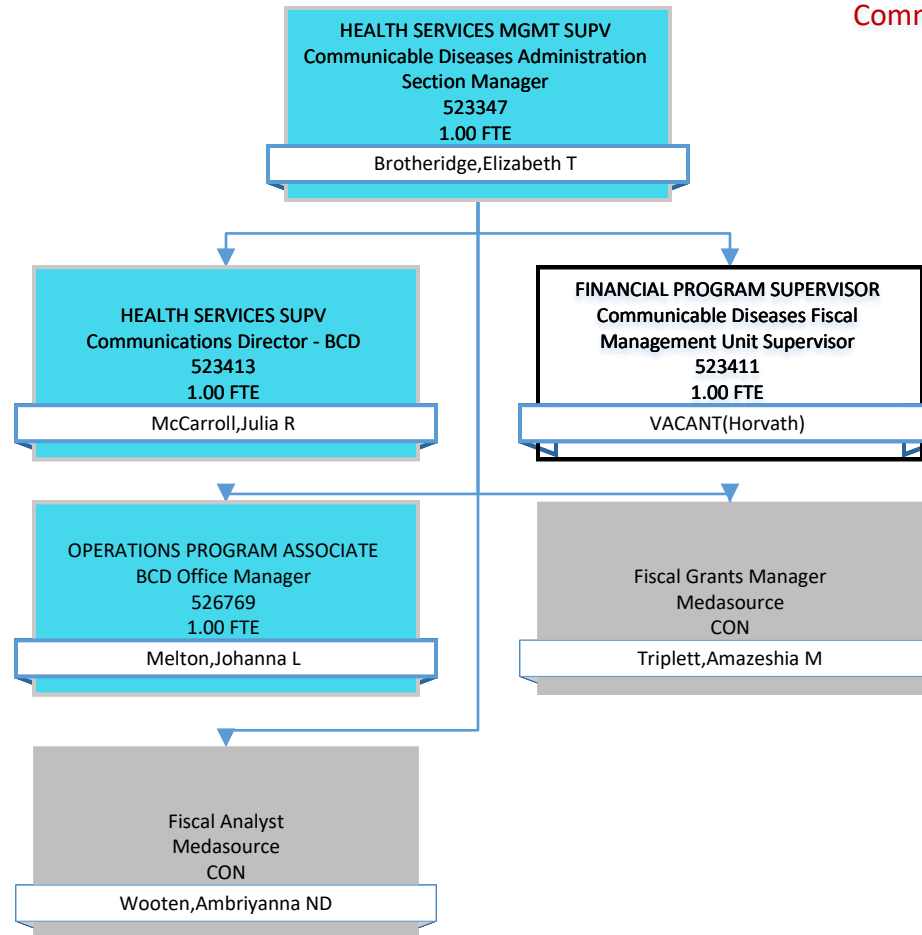 Comm
HEALTH SERVICES MGMT SUPV
Communicable Diseases Administration
Section Manager
523347
1.00 FTE
Brotheridge,Elizabeth T
HEALTH SERVICES SUPV
Communications Director - BCD
523413
1.00 FTE
McCarroll,Julia R
FINANCIAL PROGRAM SUPERVISOR
Communicable Diseases Fiscal
Management Unit Supervisor
523411
1.00 FTE
VACANT(Horvath)
OPERATIONS PROGRAM ASSOCIATE
BCD Office Manager
526769
1.00 FTE
Melton,Johanna L
Fiscal Grants Manager
Medasource
CON
Triplett,Amazeshia M
Fiscal Analyst
Medasource
CON
Wooten,Ambriyanna ND